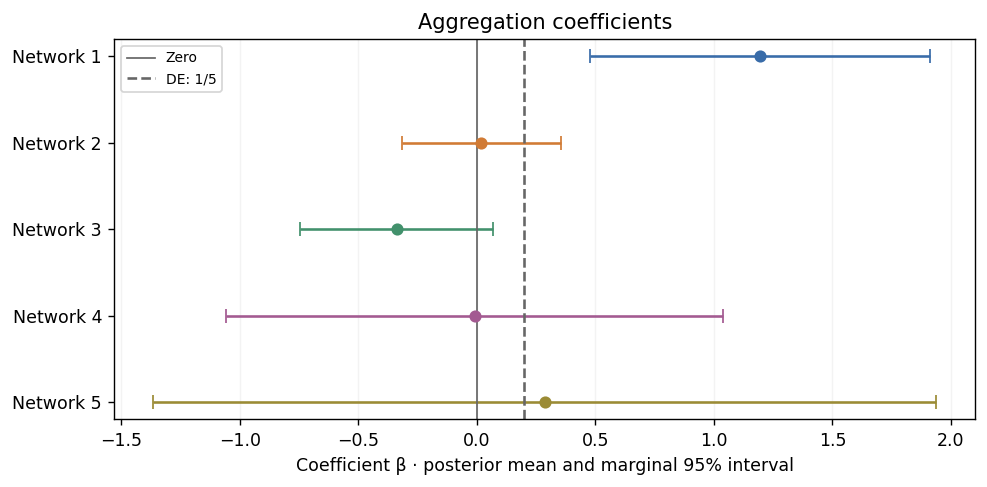 Aggregation coefficients
Zero
DE: 1/5
Network 1
Network 2
Network 3
Network 4
Network 5
−1.5 −1.0 −0.5 0.0 0.5 1.0 1.5 2.0
Coefficient β · posterior mean and marginal 95% interval